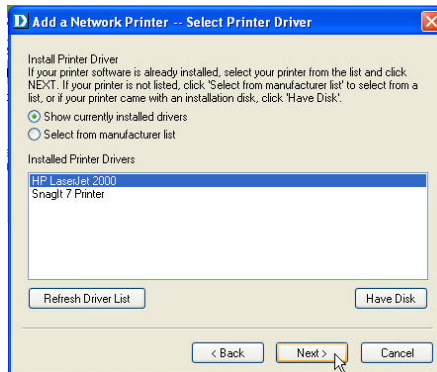 D Add a Network Printer -- Select Printer Driver
Install Printer Driver
If your printer software is already installed, select your printer from the list and click
NEXT. If your printer is not listed, click 'Select from manufacturer list' to select from a
list, or if your printer came with an installation disk, click 'Have Disk'.
Show currently installed drivers
Select from manufacturer list
Installed Printer Drivers
HP LaserJet 2000
SnagIt 7 Printer
Refresh Driver List
Have Disk
< Back
Next >
Cancel